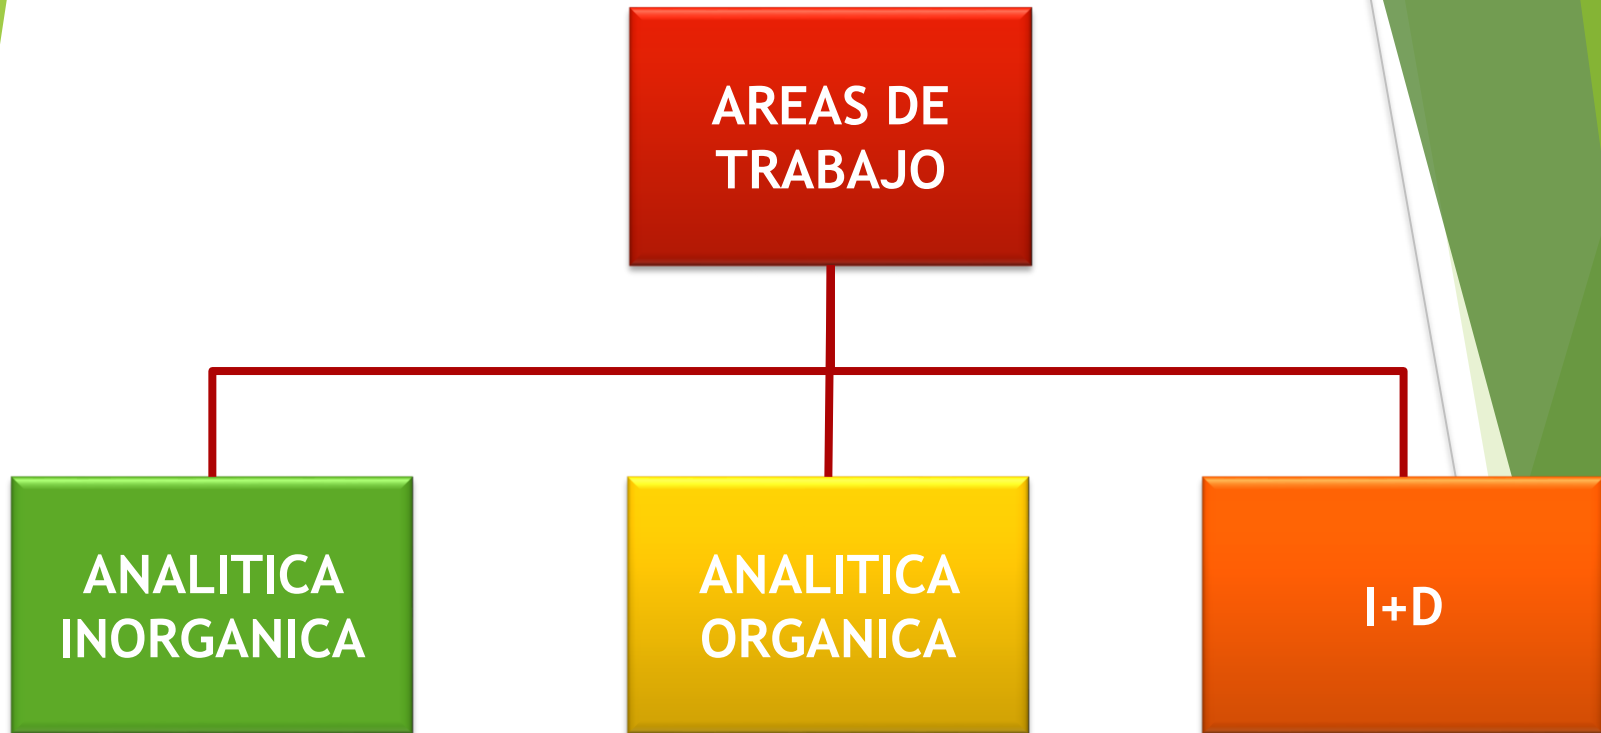 AREAS DE
TRABAJO
ANALITICA
INORGANICA
ANALITICA
ORGANICA
I+D